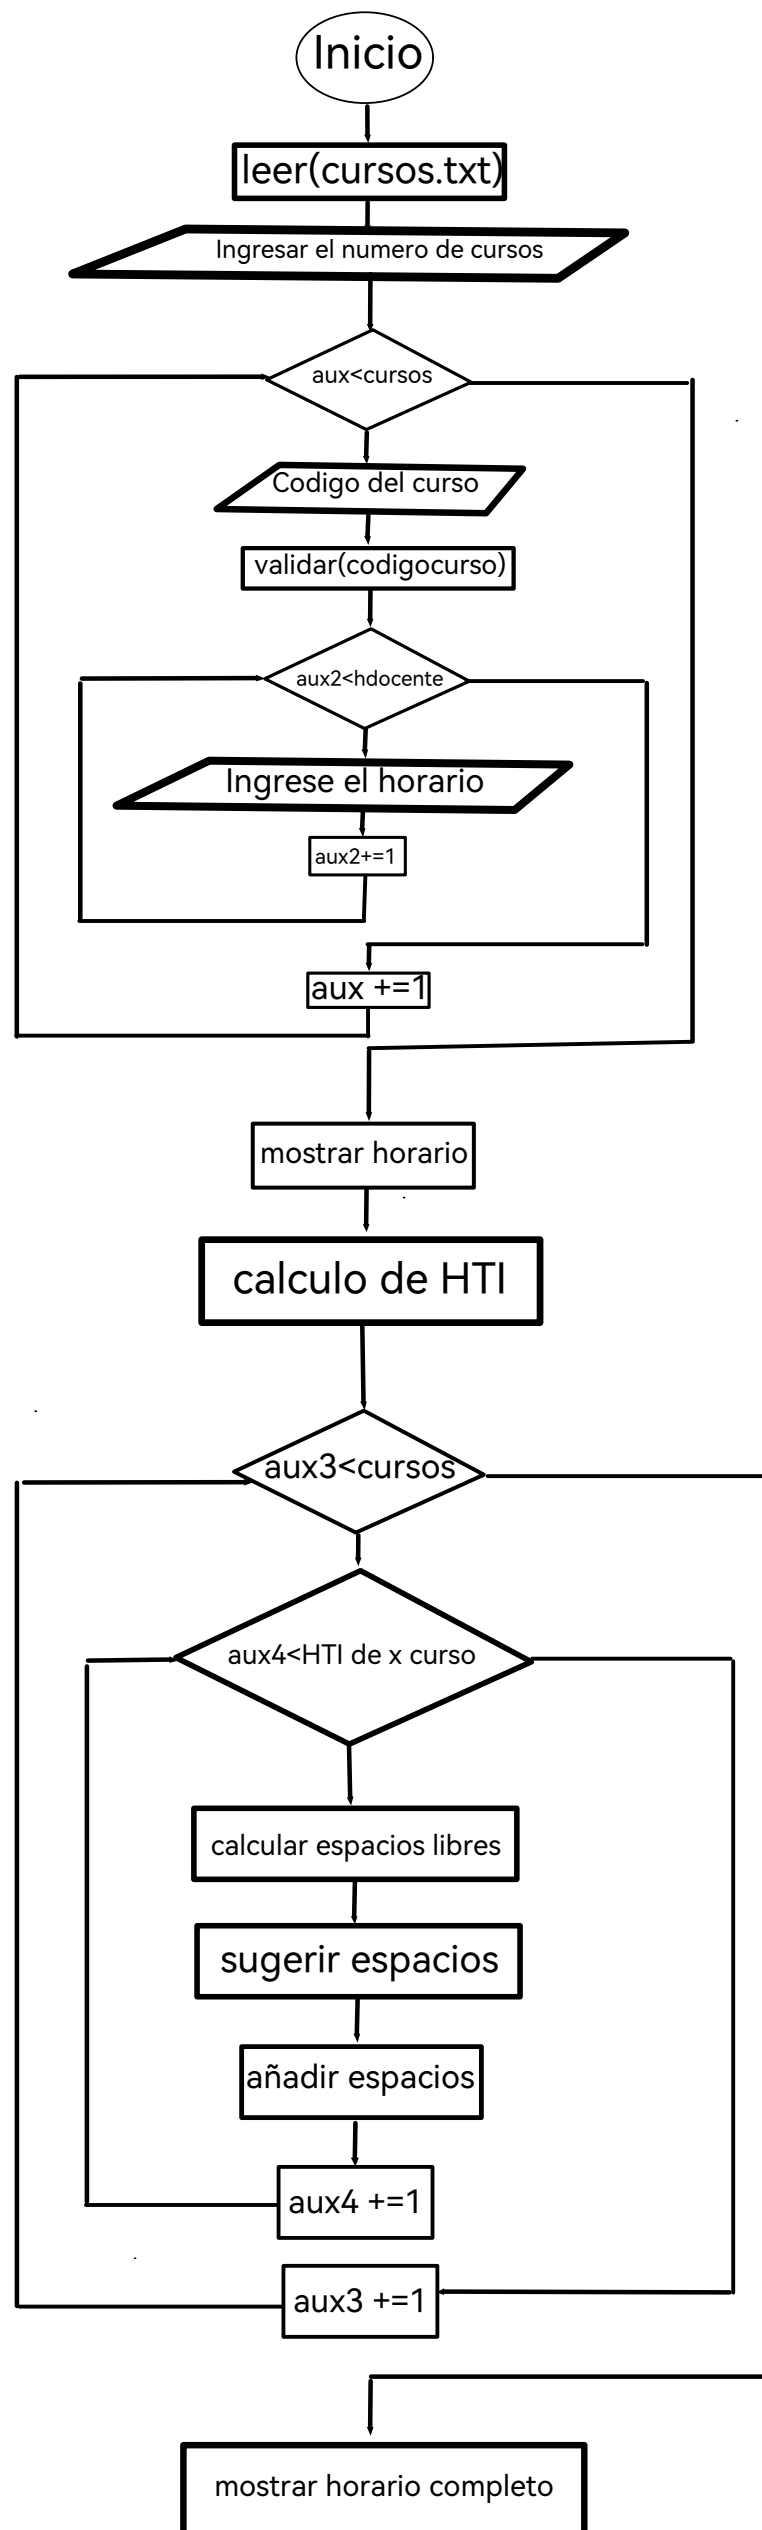 Inicio
leer(cursos.txt)
Ingresar el numero de cursos
aux<cursos
Codigo del curso
validar(codigocurso)
aux2<hdocente
Ingrese el horario
aux2+=1
aux +=1
mostrar horario
calculo de HTI
aux3<cursos
aux4<HTI de x curso
calcular espacios libres
sugerir espacios
añadir espacios
aux4 +=1
aux3 +=1
mostrar horario completo